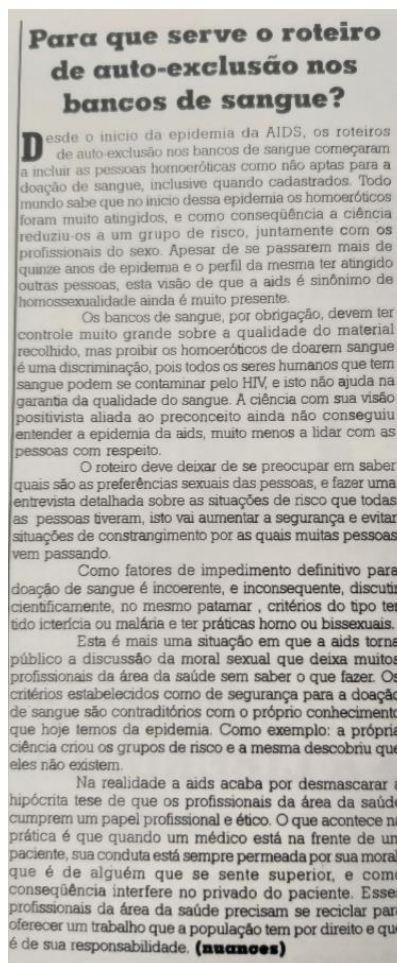 Para que serve o roteiro
de auto-exclusão nos
bancos de sangue?
Desde o inicio da epidemia da AIDS, os roteiros
de auto-exclusão nos bancos de sangue começaram
a incluir as pessoas homoeróticas como não aptas para a
doação de sangue, inclusive quando cadastrados. Todo
mundo sabe que no inicio dessa epidemia os homoeróticos
foram muito atingidos, e como conseqüência a ciência
reduziu-os a um grupo de risco, juntamente com os
profissionais do sexo. Apesar de se passarem mais de
quinze anos de epidemia e o perfil da mesma ter atingido
outras pessoas, esta visão de que a aids é sinônimo de
homossexualidade ainda é muito presente.
Os bancos de sangue, por obrigação, devem ter
controle muito grande sobre a qualidade do material
recolhido, mas proibir os homoeróticos de doarem sangue
é uma discriminação, pois todos os seres humanos que tem
sangue podem se contaminar pelo HIV, e isto não ajuda na
garantia da qualidade do sangue. A ciência com sua visão
positivista aliada ao preconceito ainda não conseguiu
entender a epidemia da aids, muito menos a lidar com as
pessoas com respeito.
O roteiro deve deixar de se preocupar em saber
quais são as preferências sexuais das pessoas, e fazer uma
entrevista detalhada sobre as situações de risco que todas
as pessoas tiveram, isto vai aumentar a segurança e evitar
situações de constrangimento por as quais muitas pessoas
vem passando.
Como fatores de impedimento definitivo para
doação de sangue é incoerente, e inconsequente, discutir
cientificamente, no mesmo patamar , critérios do tipo ter
tido icterícia ou malária e ter práticas homo ou bissexuais.
Esta é mais uma situação em que a aids torna
público a discussão da moral sexual que deixa muitos
profissionais da área da saúde sem saber o que fazer. Os
critérios estabelecidos como de segurança para a doação
de sangue são contraditórios com o próprio conhecimento
que hoje temos da epidemia. Como exemplo: a própria
ciência criou os grupos de risco e a mesma descobriu que
eles não existem.
Na realidade a aids acaba por desmascarar a
hipócrita tese de que os profissionais da área da saúde
cumprem um papel profissional e ético. O que acontece na
prática é que quando um médico está na frente de um
paciente, sua conduta está sempre permeada por sua moral
que é de alguém que se sente superior, e como
conseqüência interfere no privado do paciente. Esses
profissionais da área da saúde precisam se reciclar para
oferecer um trabalho que a população tem por direito e que
é de sua responsabilidade. (nuances)